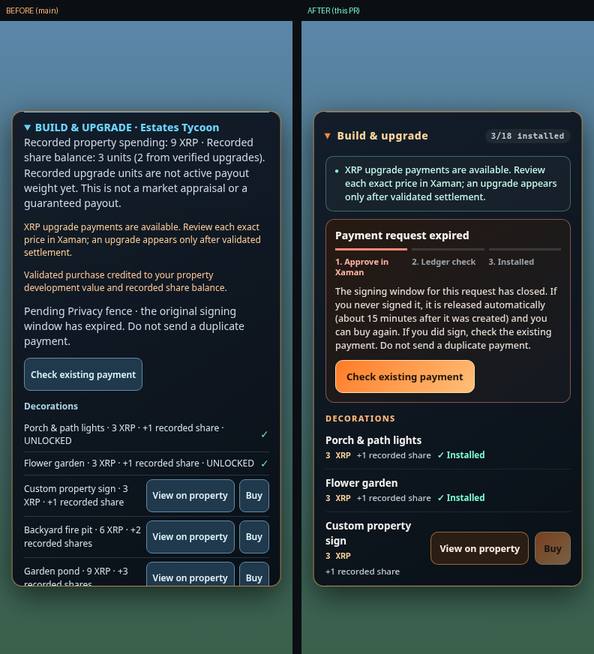 BEFORE (main)
▼ BUILD & UPGRADE · Estates Tycoon
Recorded property spending: 9 XRP · Recorded
share balance: 3 units (2 from verified upgrades).
Recorded upgrade units are not active payout
weight yet. This is not a market appraisal or a
guaranteed payout.
XRP upgrade payments are available. Review each exact
price in Xaman; an upgrade appears only after validated
settlement.
Validated purchase credited to your property
development value and recorded share balance.
Pending Privacy fence · the original signing
window has expired. Do not send a duplicate
payment.
Check existing payment
Decorations
Porch & path lights · 3 XRP · +1 recorded share ·
UNLOCKED ✓
Flower garden · 3 XRP · +1 recorded share · UNLOCKED ✓
Custom property sign · 3
XRP · +1 recorded share
View on property
Buy
Backyard fire pit · 6 XRP · +2
recorded shares
View on property
Buy
Garden pond · 9 XRP · +3
recorded shares
View on property
Buy
AFTER (this PR)
▼ Build & upgrade
3/18 installed
• XRP upgrade payments are available. Review
each exact price in Xaman; an upgrade appears
only after validated settlement.
Payment request expired
1. Approve in
Xaman
2. Ledger check
3. Installed
The signing window for this request has closed. If
you never signed it, it is released automatically
(about 15 minutes after it was created) and you
can buy again. If you did sign, check the existing
payment. Do not send a duplicate payment.
Check existing payment
DECORATIONS
Porch & path lights
3 XRP +1 recorded share ✓ Installed
Flower garden
3 XRP +1 recorded share ✓ Installed
Custom property
sign
3 XRP
+1 recorded share
View on property
Buy